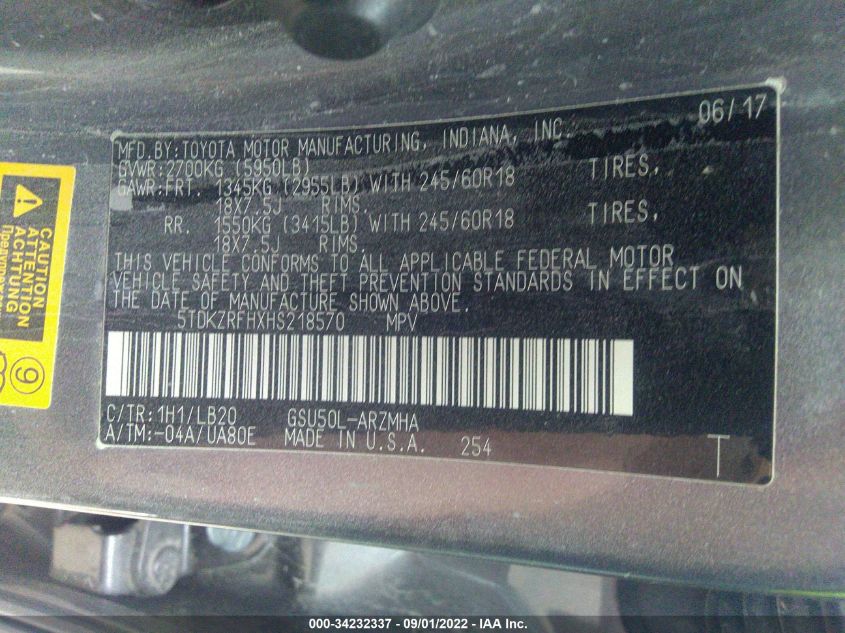 06/17
MFD.BY:TOYOTA MOTOR MANUFACTURING, INDIANA, INC.
GVWR:2700KG (5950LB)
GAWR:FRT. 1345KG (2955LB) WITH 245/60R18 TIRES,
18X7.5J RIMS.
RR. 1550KG (3415LB) WITH 245/60R18 TIRES,
18X7.5J RIMS.
THIS VEHICLE CONFORMS TO ALL APPLICABLE FEDERAL MOTOR
VEHICLE SAFETY AND THEFT PREVENTION STANDARDS IN EFFECT ON
THE DATE OF MANUFACTURE SHOWN ABOVE.
5TDKZRFHXHS218570 MPV
C/TR:1H1/LB20 GSU50L-ARZMHA
A/TM:-04A/UA80E MADE IN U.S.A. 254
T
CAUTION
ATTENTION
ACHTUNG
9
000-34232337 - 09/01/2022 - IAA Inc.